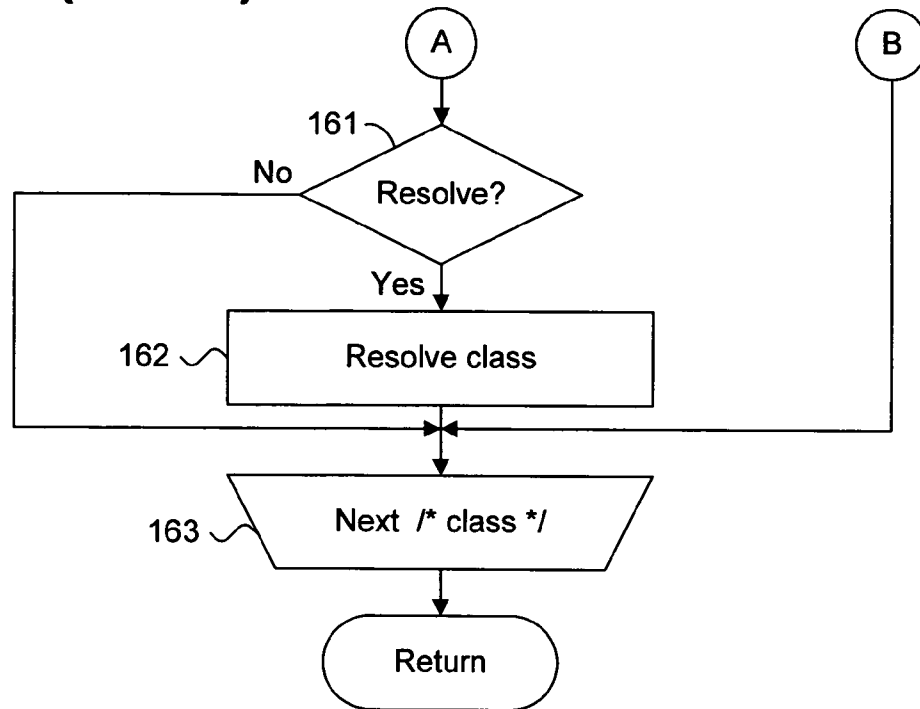 A
B
161
No
Resolve?
Yes
162
Resolve class
163
Next /* class */
Return